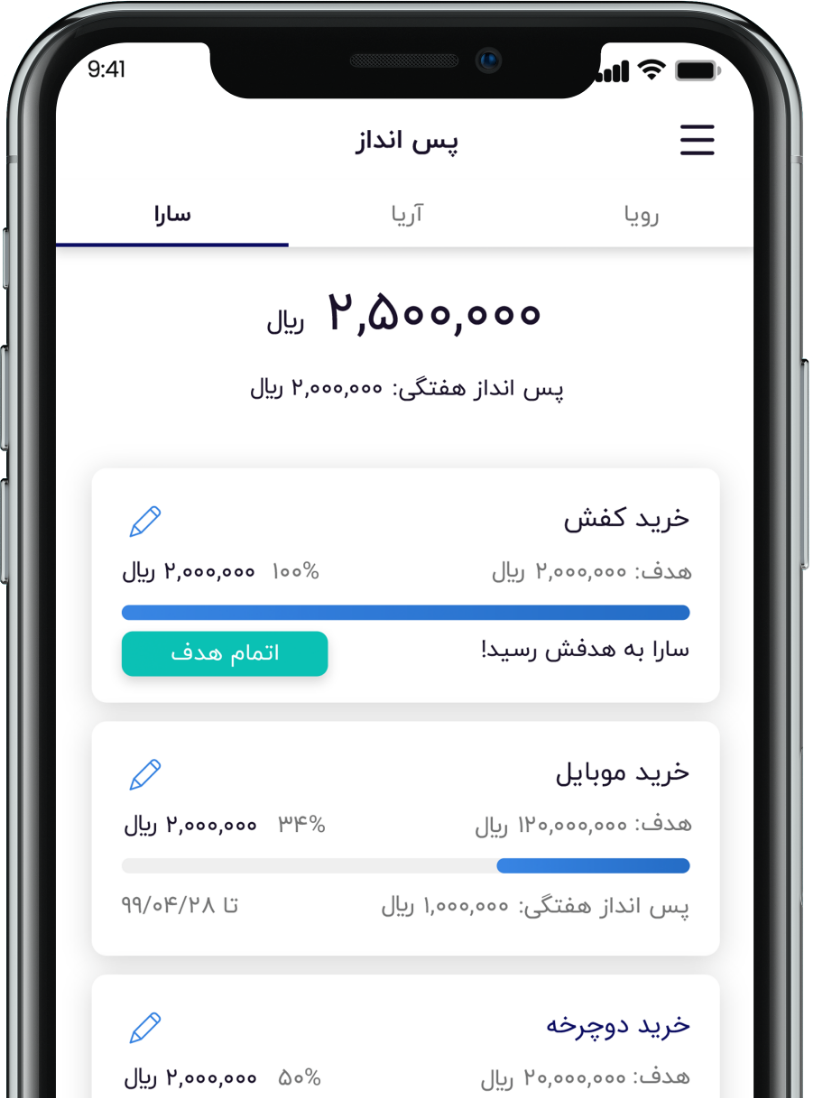 9:41
پس انداز
رویا آریا سارا
۲,۵۰۰,۰۰۰ ریال
پس انداز هفتگی: ۲,۰۰۰,۰۰۰ ریال
خرید کفش
هدف: ۲,۰۰۰,۰۰۰ ریال ۱۰۰% ۲,۰۰۰,۰۰۰ ریال
سارا به هدفش رسید! اتمام هدف
خرید موبایل
هدف: ۱۲۰,۰۰۰,۰۰۰ ریال ۳۴% ۲,۰۰۰,۰۰۰ ریال
پس انداز هفتگی: ۱,۰۰۰,۰۰۰ ریال تا ۹۹/۰۴/۲۸
خرید دوچرخه
هدف: ۲۰,۰۰۰,۰۰۰ ریال ۵۰% ۲,۰۰۰,۰۰۰ ریال